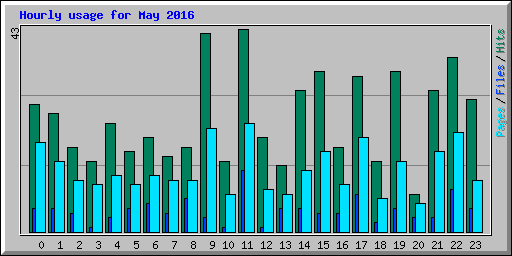 Hourly usage for May 2016
43
Pages / Files / Hits
0 1 2 3 4 5 6 7 8 9 10 11 12 13 14 15 16 17 18 19 20 21 22 23